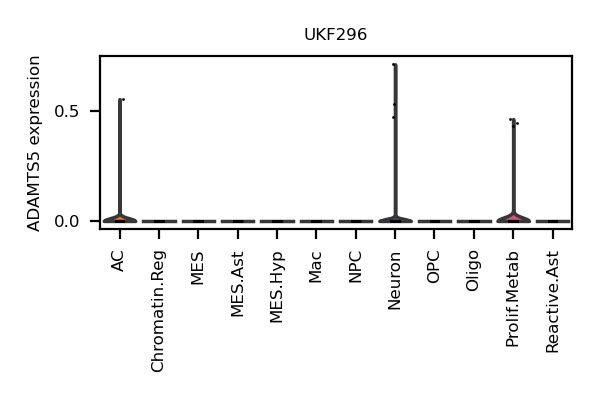 UKF296
ADAMTS5 expression
0.5
0.0
AC
Chromatin.Reg
MES
MES.Ast
MES.Hyp
Mac
NPC
Neuron
OPC
Oligo
Prolif.Metab
Reactive.Ast